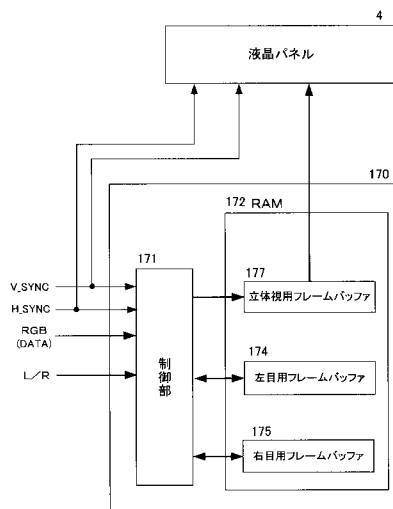 4
液晶パネル
170
172 RAM
171
177
V_SYNC
立体視用フレームバッファ
H_SYNC
RGB
(DATA)
174
制御部
左目用フレームバッファ
L／R
175
右目用フレームバッファ